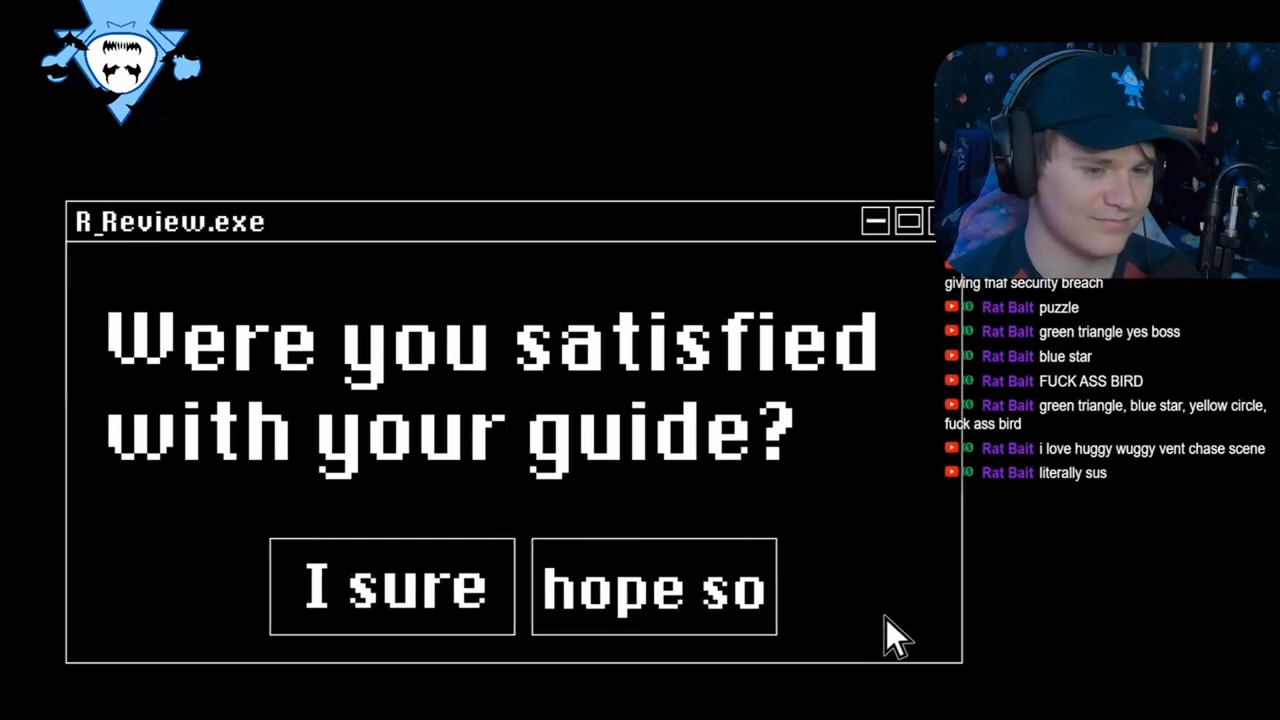 R_Review.exe
Were you satisfied
with your guide?
I sure
hope so
giving fnaf security breach
Rat Bait puzzle
Rat Bait green triangle yes boss
Rat Bait blue star
Rat Bait FUCK ASS BIRD
Rat Bait green triangle, blue star, yellow circle,
fuck ass bird
Rat Bait i love huggy wuggy vent chase scene
Rat Bait literally sus